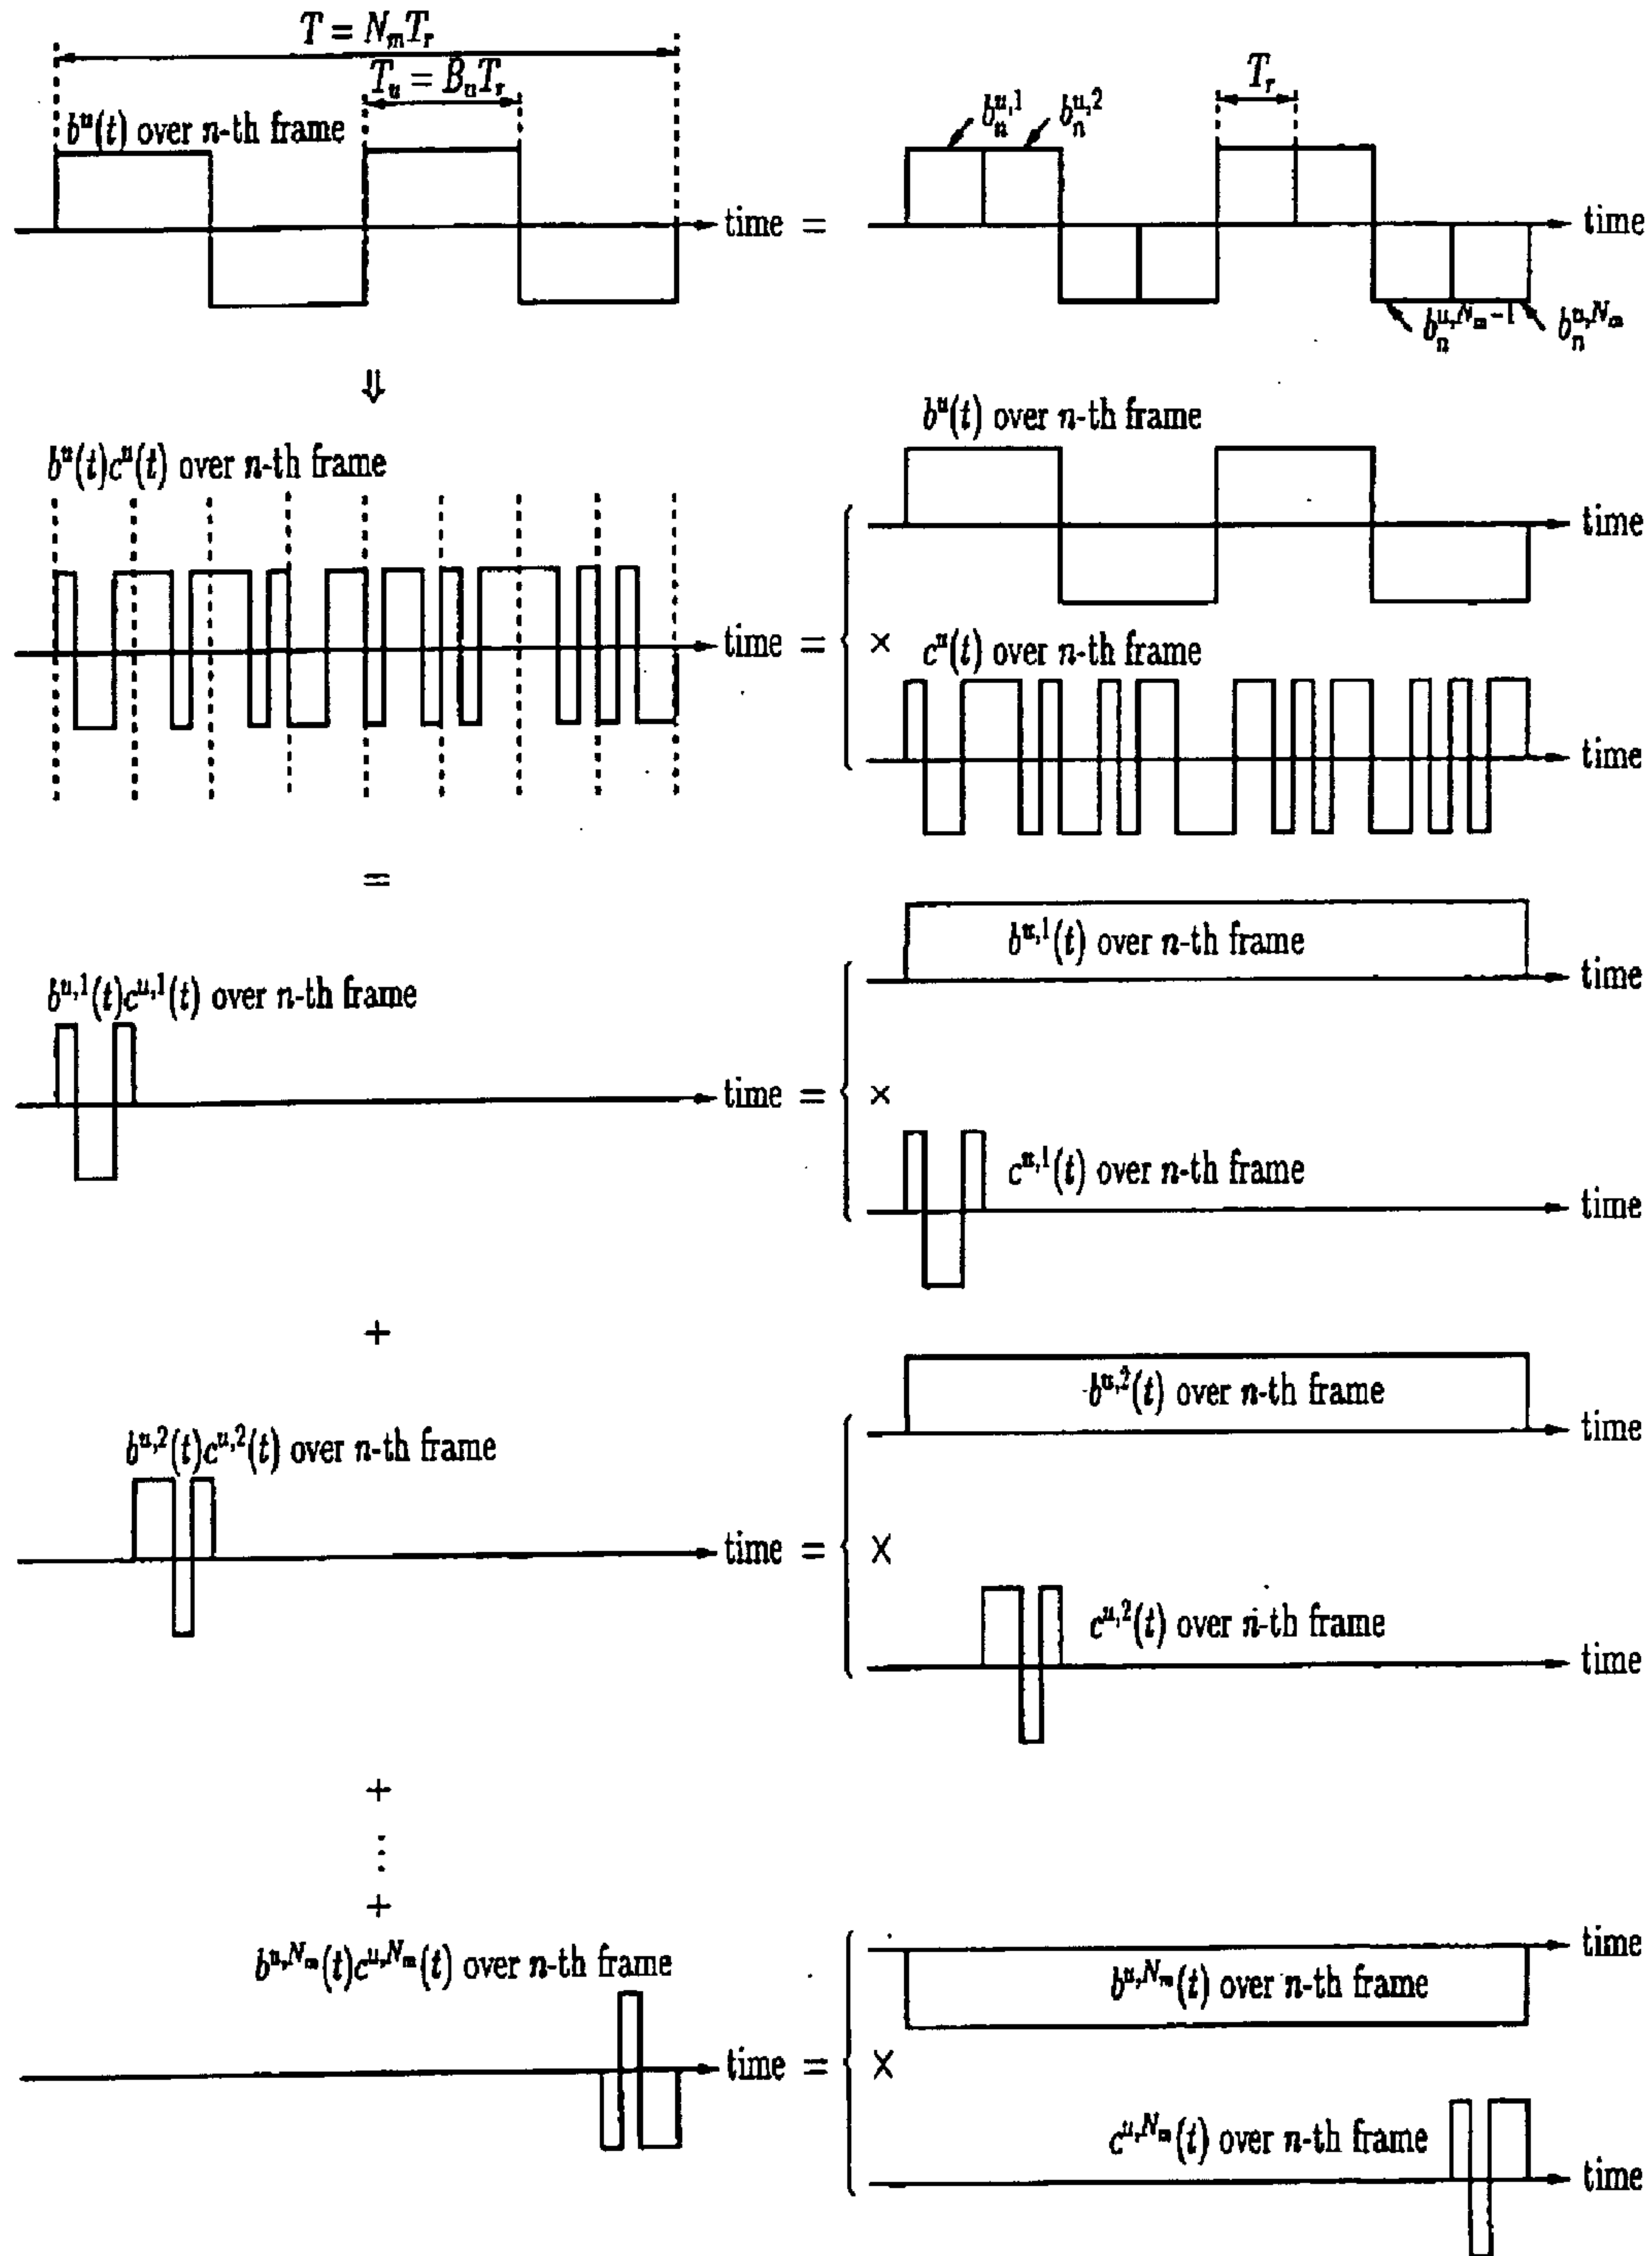 T = N_m T_r
T_u = B_u T_r
b^u(t) over n-th frame
time =
T_r
b_n^{u,1} b_n^{u,2}
time
b_n^{u,N_m-1} b_n^{u,N_m}
⇓
b^u(t)c^u(t) over n-th frame
time =
b^u(t) over n-th frame
time
× c^u(t) over n-th frame
time
=
b^{u,1}(t)c^{u,1}(t) over n-th frame
time =
b^{u,1}(t) over n-th frame
time
×
c^{u,1}(t) over n-th frame
time
+
b^{u,2}(t)c^{u,2}(t) over n-th frame
time =
b^{u,2}(t) over n-th frame
time
×
c^{u,2}(t) over n-th frame
time
+
⋮
+
b^{u,N_m}(t)c^{u,N_m}(t) over n-th frame
time =
time
b^{u,N_m}(t) over n-th frame
×
c^{u,N_m}(t) over n-th frame
time